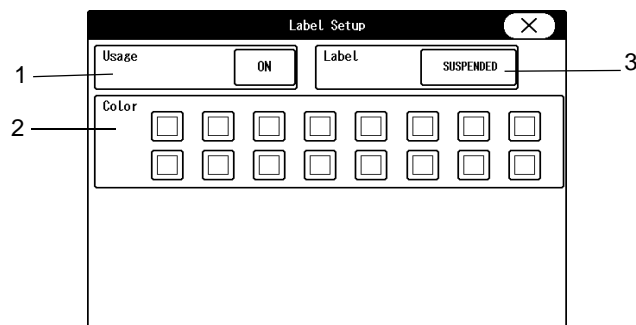 Label Setup
Usage
ON
Label
SUSPENDED
1
3
Color
2